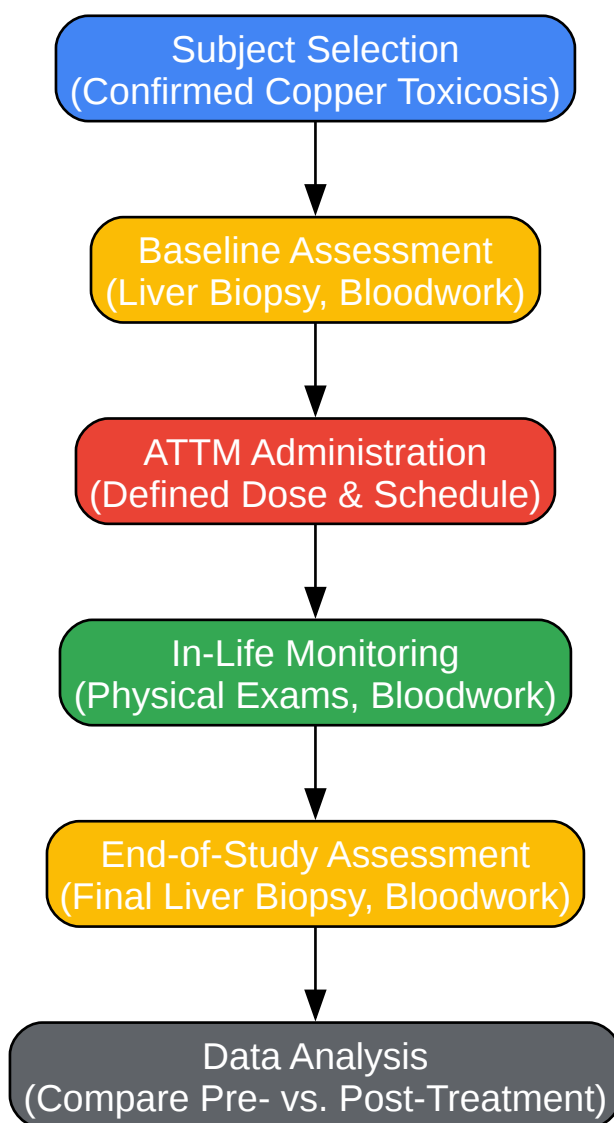 Subject Selection
(Confirmed Copper Toxicosis)
Baseline Assessment
(Liver Biopsy, Bloodwork)
ATTM Administration
(Defined Dose & Schedule)
In-Life Monitoring
(Physical Exams, Bloodwork)
End-of-Study Assessment
(Final Liver Biopsy, Bloodwork)
Data Analysis
(Compare Pre- vs. Post-Treatment)